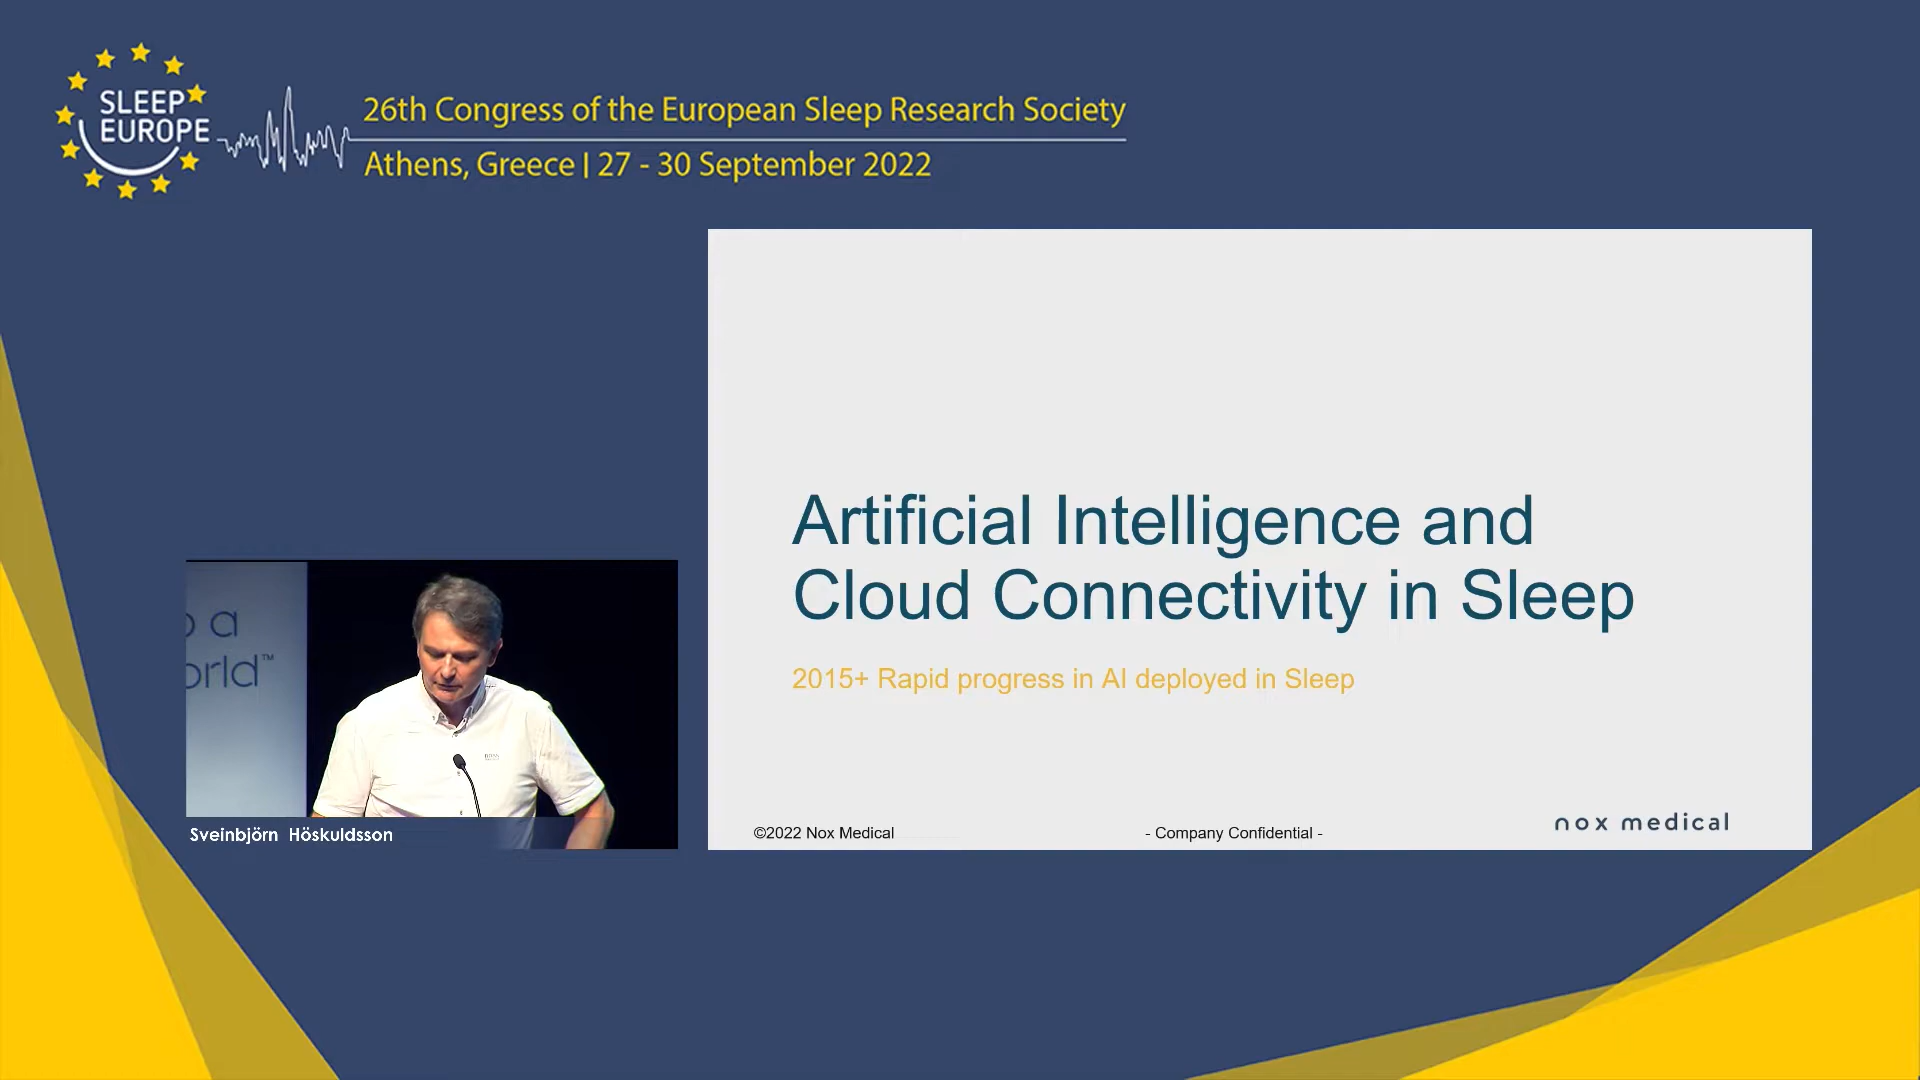 SLEEP
EUROPE
26th Congress of the European Sleep Research Society
Athens, Greece | 27 - 30 September 2022
Artificial Intelligence and
Cloud Connectivity in Sleep
2015+ Rapid progress in AI deployed in Sleep
a
Sveinbjörn Höskuldsson
©2022 Nox Medical
- Company Confidential -
nox medical